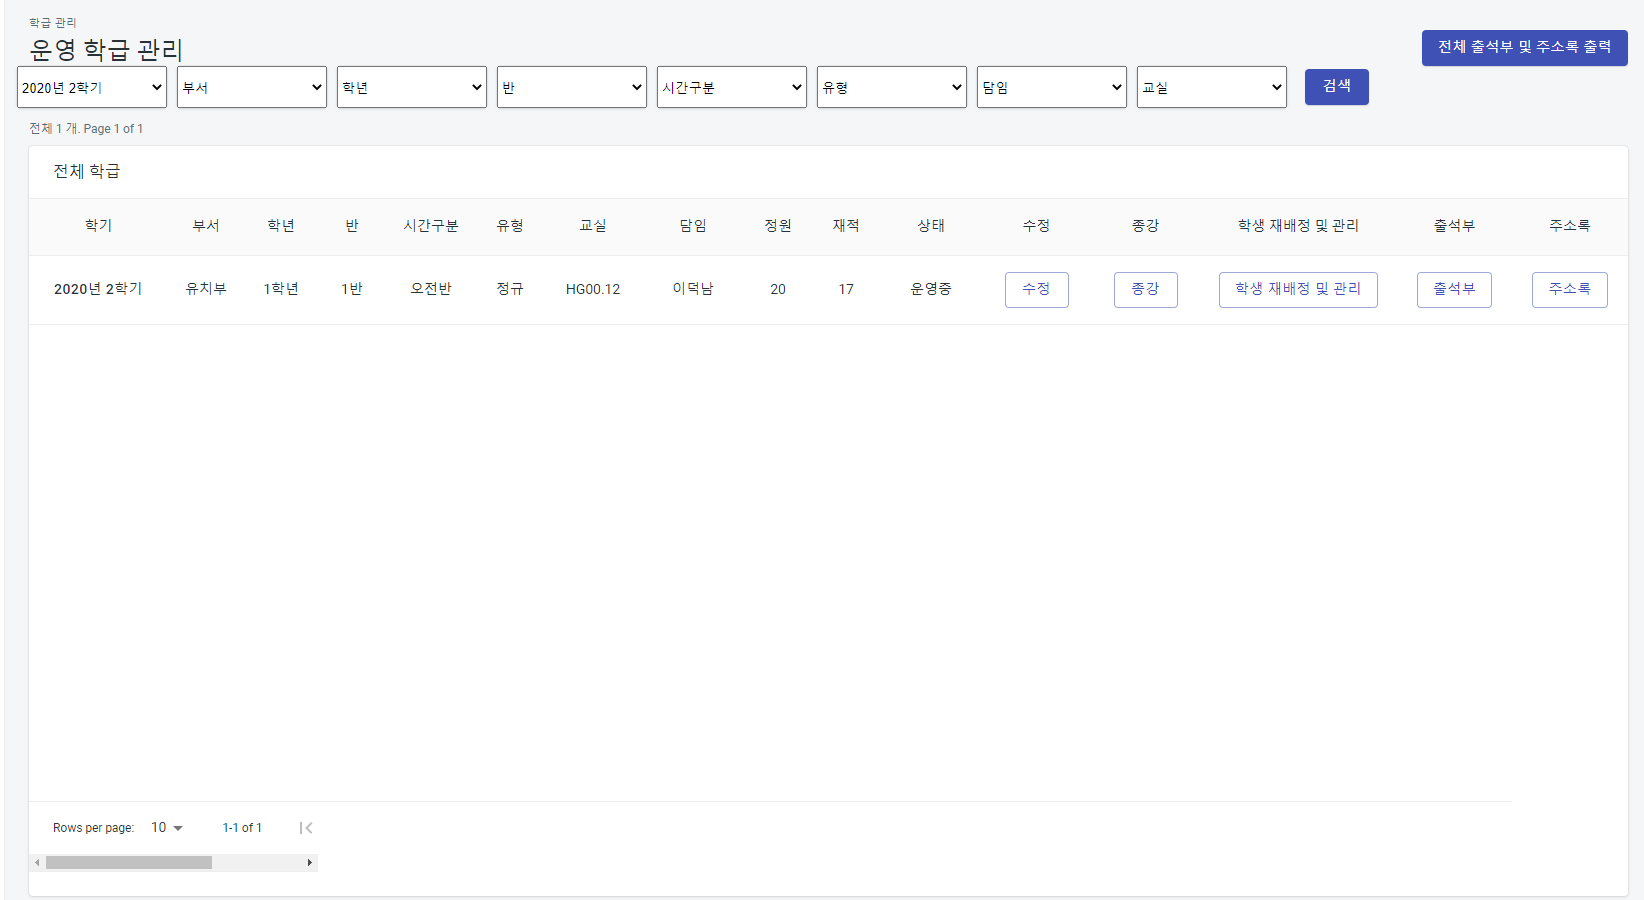 학급 관리
운영 학급 관리
전체 출석부 및 주소록 출력
2020년 2학기 부서 학년 반 시간구분 유형 담임 교실 검색
전체 1 개. Page 1 of 1
전체 학급
학기 부서 학년 반 시간구분 유형 교실 담임 정원 재적 상태 수정 종강 학생 재배정 및 관리 출석부 주소록
2020년 2학기 유치부 1학년 1반 오전반 정규 HG00.12 이덕남 20 17 운영중 수정 종강 학생 재배정 및 관리 출석부 주소록
Rows per page: 10 1-1 of 1